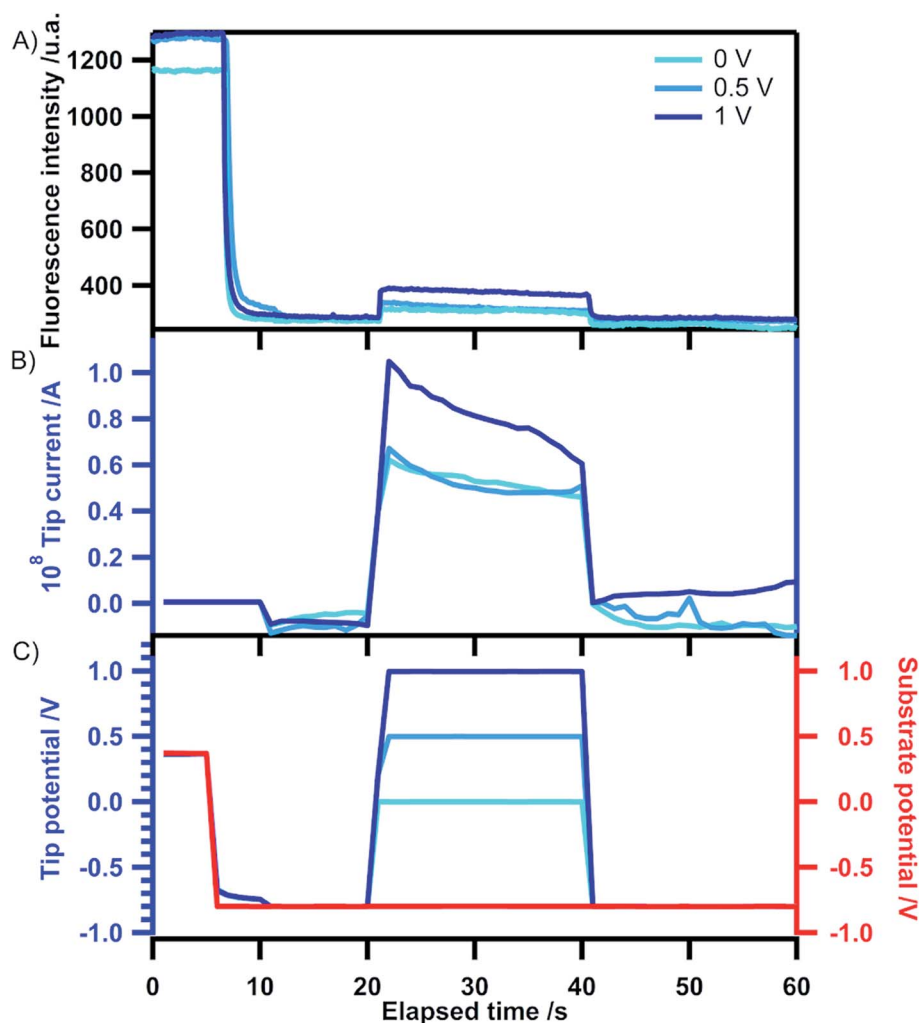 A)
Fluorescence intensity /u.a.
1200
1000
800
600
400
0 V
0.5 V
1 V
B)
10⁸ Tip current /A
1.0
0.8
0.6
0.4
0.2
0.0
C)
Tip potential /V
1.0
0.5
0.0
-0.5
-1.0
1.0
0.5
0.0
-0.5
-1.0
Substrate potential /V
0 10 20 30 40 50 60
Elapsed time /s